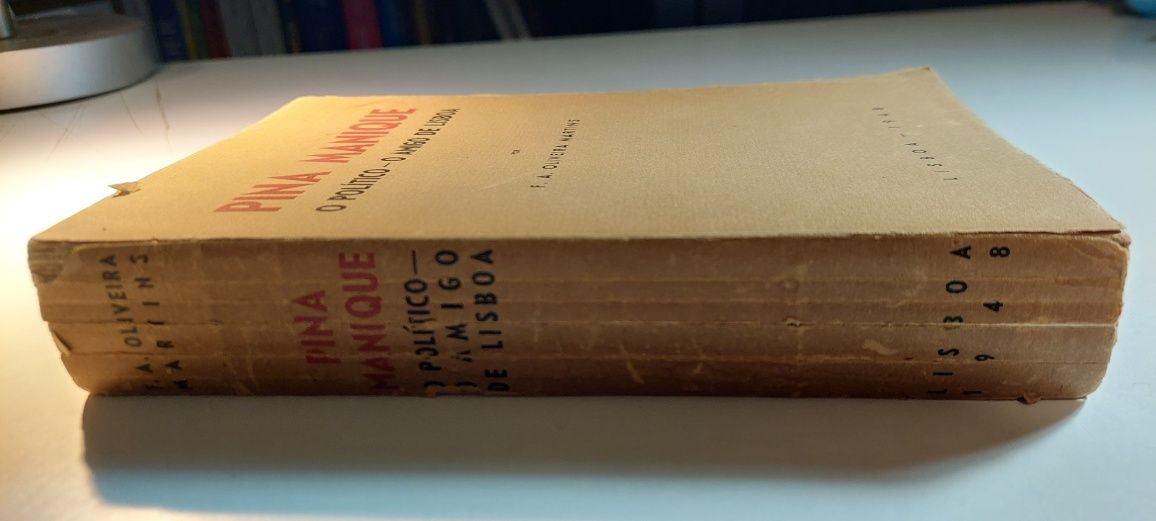 PINA MANIQUE
O POLÍTICO—O AMIGO DE LISBOA
POR
F. A. OLIVEIRA MARTINS
LISBOA—1948
F. A. OLIVEIRA
MARTINS
PINA
MANIQUE
O POLÍTICO—
O AMIGO
DE LISBOA
LISBOA
1948